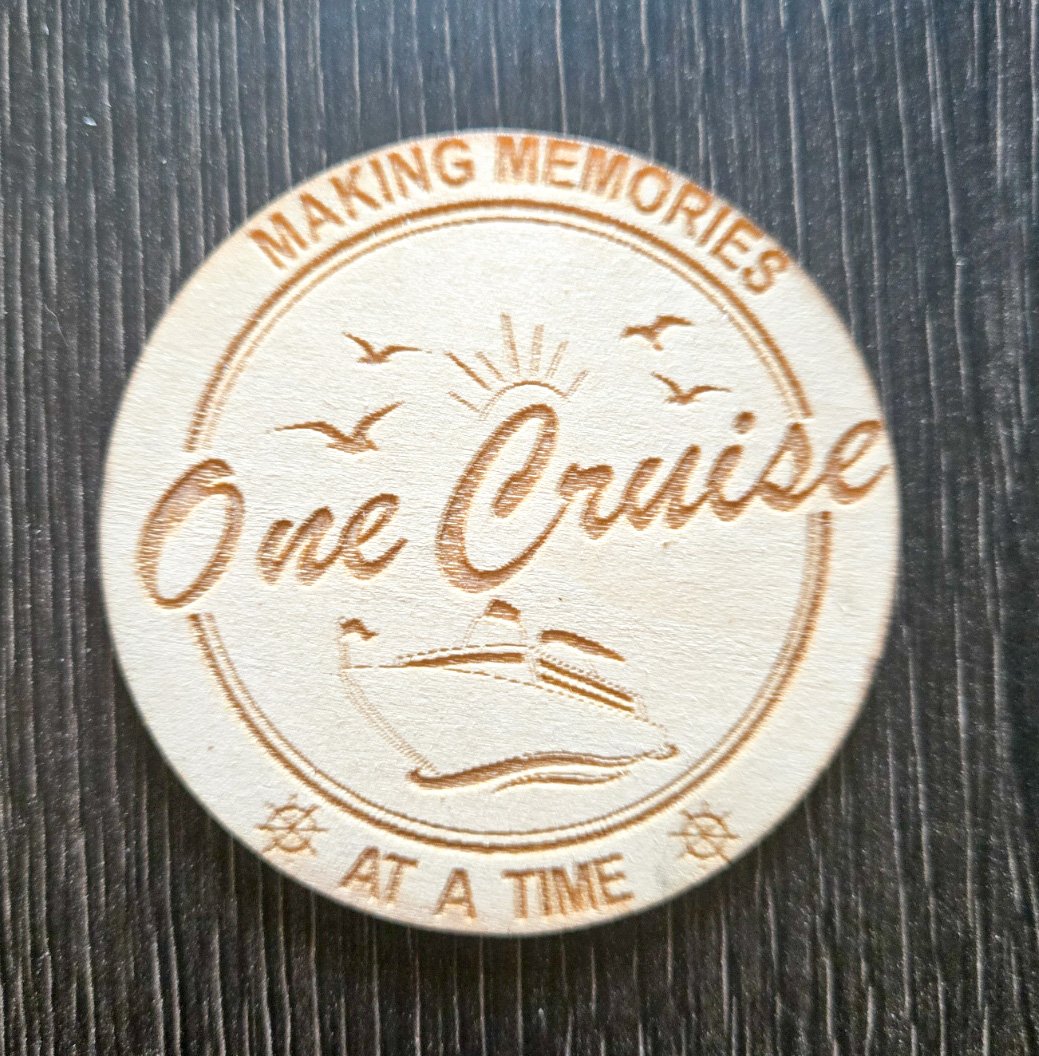 MAKING MEMORIES
One Cruise
AT A TIME